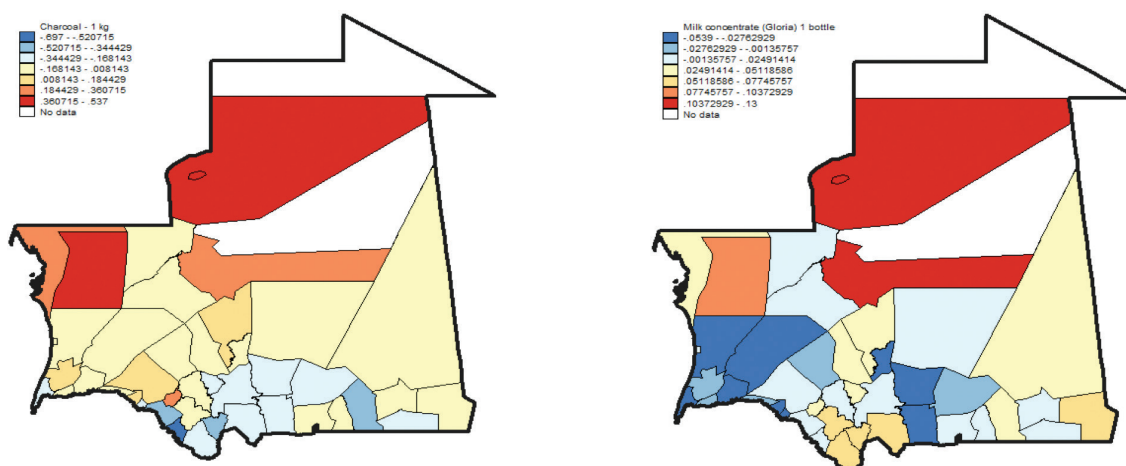 Charcoal - 1 kg
-.697 - -.520715
-.520715 - -.344429
-.344429 - -.168143
-.168143 - .008143
.008143 - .184429
.184429 - .360715
.360715 - .537
No data
Milk concentrate (Gloria) 1 bottle
-.0539 - -.02762929
-.02762929 - -.00135757
-.00135757 - .02491414
.02491414 - .05118586
.05118586 - .07745757
.07745757 - .10372929
.10372929 - .13
No data